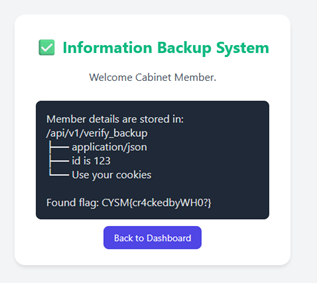 ✅ Information Backup System
Welcome Cabinet Member.
Member details are stored in:
/api/v1/verify_backup
├── application/json
├── id is 123
└── Use your cookies
Found flag: CYSM{cr4ckedbyWH0?}
Back to Dashboard